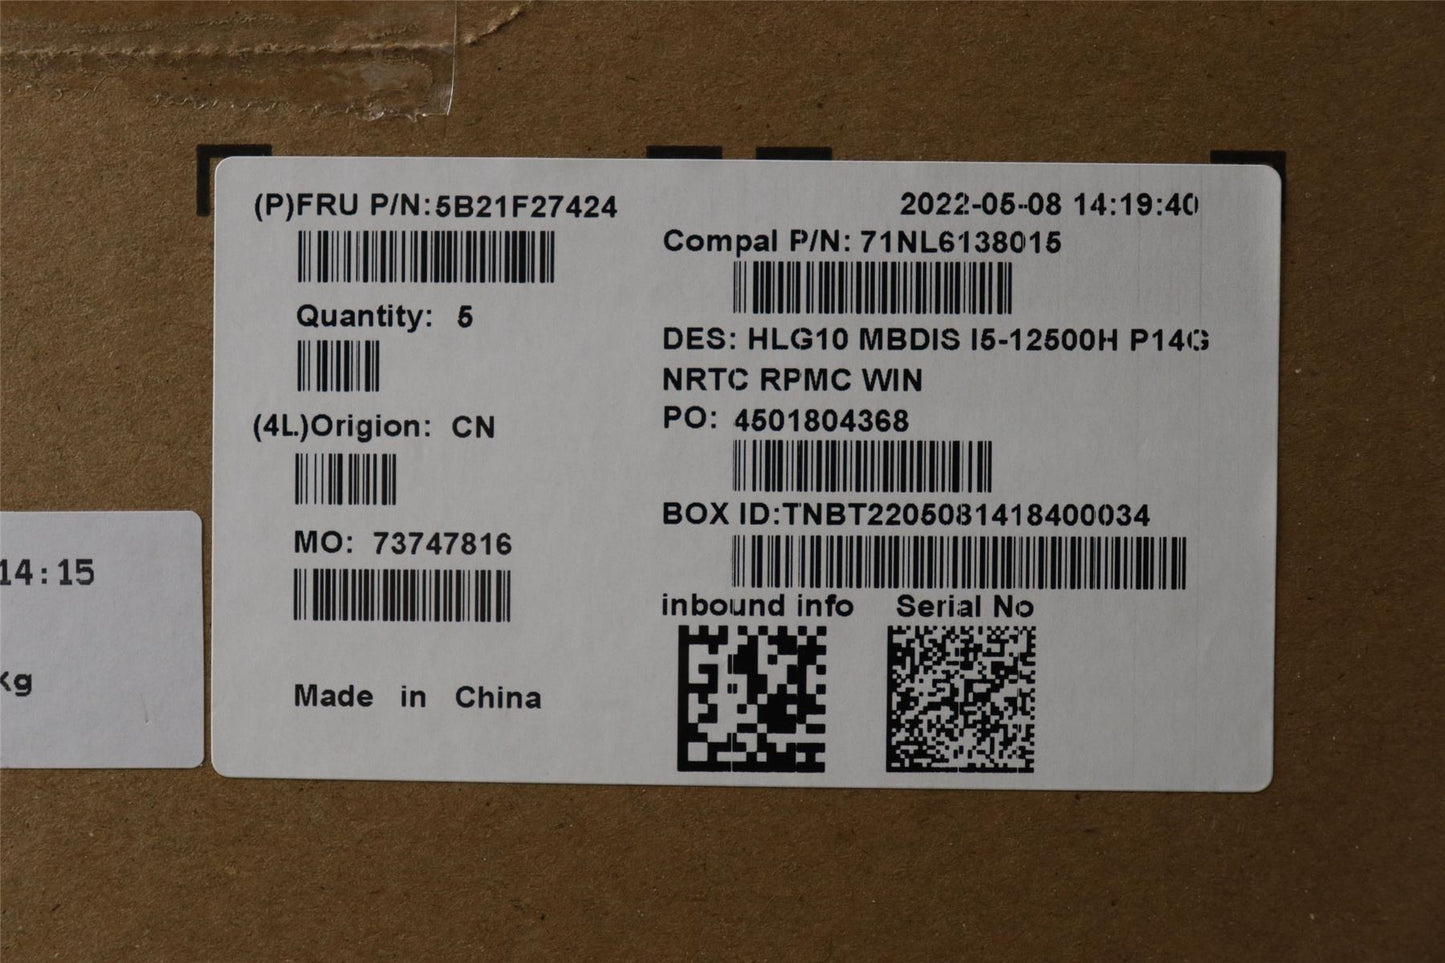 (P)FRU P/N:5B21F27424
2022-05-08 14:19:40
Compal P/N: 71NL6138015
Quantity: 5
DES: HLG10 MBDIS I5-12500H P14G
NRTC RPMC WIN
(4L)Origion: CN
PO: 4501804368
BOX ID:TNBT2205081418400034
MO: 73747816
inbound info
Serial No
Made in China
14:15
Kg